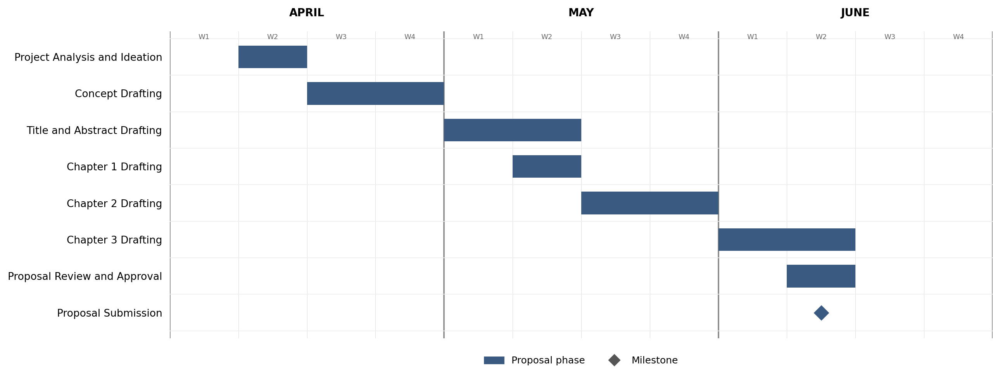 APRIL MAY JUNE
W1 W2 W3 W4 W1 W2 W3 W4 W1 W2 W3 W4
Project Analysis and Ideation
Concept Drafting
Title and Abstract Drafting
Chapter 1 Drafting
Chapter 2 Drafting
Chapter 3 Drafting
Proposal Review and Approval
Proposal Submission
Proposal phase Milestone